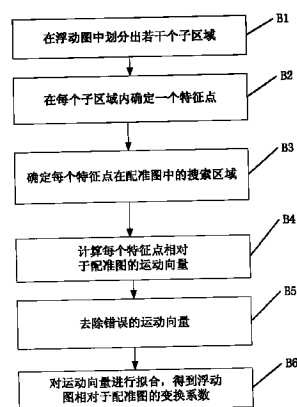 B1
在浮动图中划分出若干个子区域
B2
在每个子区域内确定一个特征点
B3
确定每个特征点在配准图中的搜索区域
B4
计算每个特征点相对
于配准图的运动向量
B5
去除错误的运动向量
B6
对运动向量进行拟合，得到浮动
图相对于配准图的变换系数